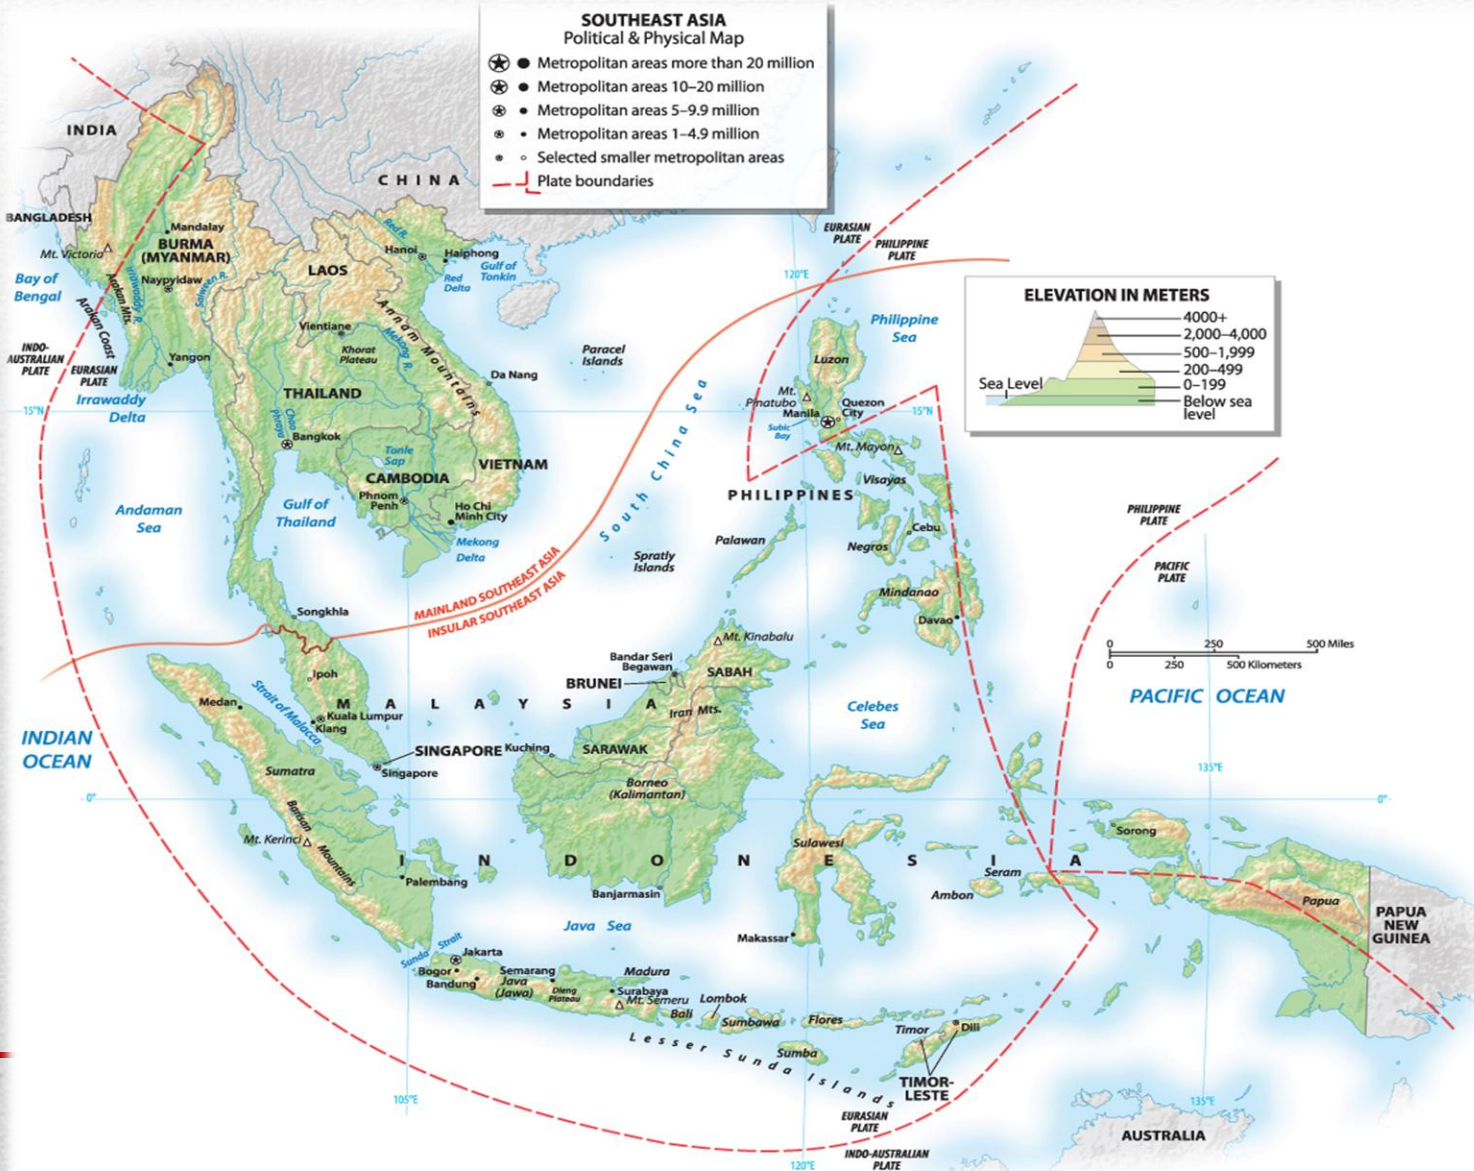 SOUTHEAST ASIA
Political & Physical Map
Metropolitan areas more than 20 million
Metropolitan areas 10–20 million
Metropolitan areas 5–9.9 million
Metropolitan areas 1–4.9 million
Selected smaller metropolitan areas
Plate boundaries
INDIA
CHINA
BANGLADESH
Mt. Victoria
Mandalay
BURMA
(MYANMAR)
Naypyidaw
Bay of
Bengal
Arakan Mts.
Arakan Coast
Irrawaddy R.
Salween R.
INDO-
AUSTRALIAN
PLATE
EURASIAN
PLATE
Irrawaddy
Delta
Yangon
LAOS
Red R.
Hanoi
Haiphong
Red
Delta
Gulf of
Tonkin
Vientiane
Khorat
Plateau
Annam Mountains
Mekong R.
Da Nang
THAILAND
Chao
Phraya
Bangkok
Tonle
Sap
CAMBODIA
Phnom
Penh
VIETNAM
Ho Chi
Minh City
Mekong
Delta
Gulf of
Thailand
Andaman
Sea
15°N
Paracel
Islands
South China Sea
Spratly
Islands
MAINLAND SOUTHEAST ASIA
INSULAR SOUTHEAST ASIA
EURASIAN
PLATE
PHILIPPINE
PLATE
120°E
Philippine
Sea
Luzon
Mt.
Pinatubo
Manila
Quezon
City
Subic
Bay
15°N
Mt. Mayon
Visayas
PHILIPPINES
Palawan
Negros
Cebu
Mindanao
Davao
ELEVATION IN METERS
4000+
2,000–4,000
500–1,999
200–499
0–199
Below sea
level
Sea Level
PHILIPPINE
PLATE
PACIFIC
PLATE
0 250 500 Miles
0 250 500 Kilometers
PACIFIC OCEAN
135°E
0°
Songkhla
Ipoh
Medan
Strait of Malacca
Kuala Lumpur
Klang
MALAYSIA
SINGAPORE
Singapore
INDIAN
OCEAN
0°
Sumatra
Barisan
Mountains
Mt. Kerinci
Palembang
Bandar Seri
Begawan
BRUNEI
Mt. Kinabalu
SABAH
Iran Mts.
Kuching
SARAWAK
Borneo
(Kalimantan)
Celebes
Sea
INDONESIA
Banjarmasin
Sulawesi
Makassar
Java Sea
Sunda Strait
Jakarta
Bogor
Bandung
Semarang
Java
(Jawa)
Dieng
Plateau
Madura
Surabaya
Mt. Semeru
Bali
Lombok
Sumbawa
Flores
Sumba
Lesser Sunda Islands
Timor
Dili
TIMOR-
LESTE
Ambon
Seram
Sorong
Papua
PAPUA
NEW
GUINEA
105°E
EURASIAN
PLATE
INDO-AUSTRALIAN
PLATE
120°E
135°E
AUSTRALIA